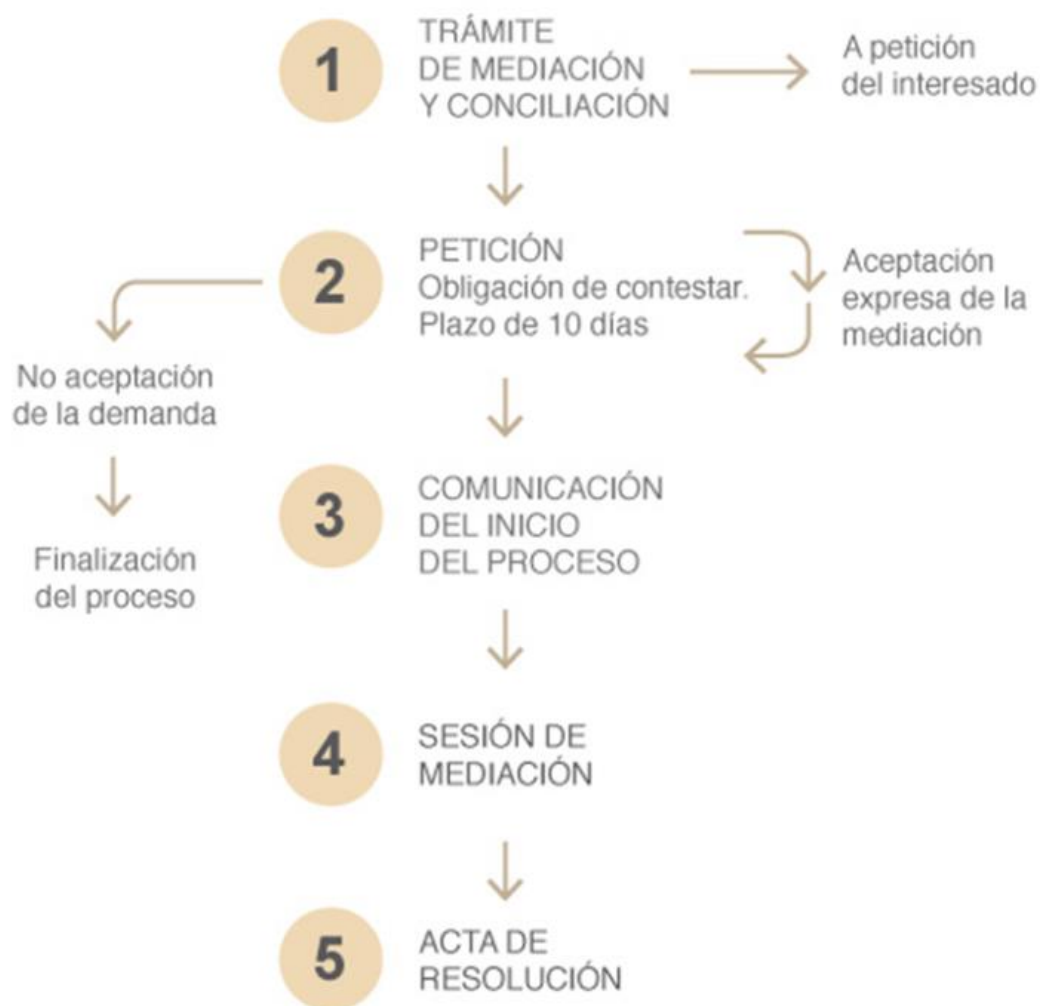 1
TRÁMITE
DE MEDIACIÓN
Y CONCILIACIÓN
A petición
del interesado
2
PETICIÓN
Obligación de contestar.
Plazo de 10 días
Aceptación
expresa de la
mediación
No aceptación
de la demanda
Finalización
del proceso
3
COMUNICACIÓN
DEL INICIO
DEL PROCESO
4
SESIÓN DE
MEDIACIÓN
5
ACTA DE
RESOLUCIÓN